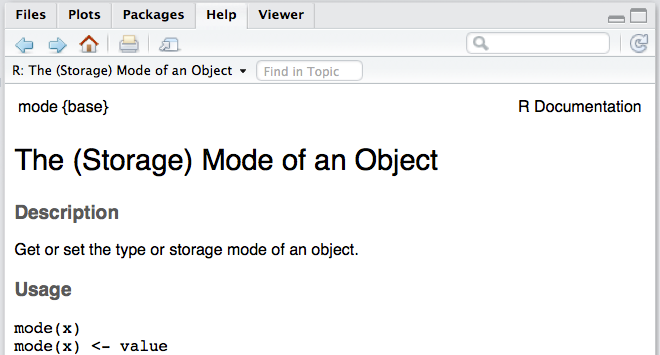 Files Plots Packages Help Viewer
R: The (Storage) Mode of an Object Find in Topic
mode {base} R Documentation
The (Storage) Mode of an Object
Description
Get or set the type or storage mode of an object.
Usage
mode(x)
mode(x) <- value